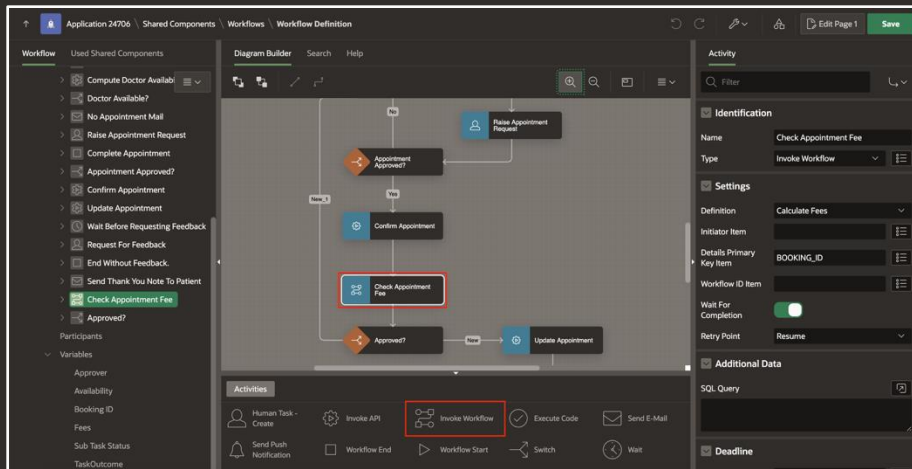 Application 24706 \ Shared Components \ Workflows \ Workflow Definition
Edit Page 1
Save
Workflow
Used Shared Components
Compute Doctor Availab
Doctor Available?
No Appointment Mail
Raise Appointment Request
Complete Appointment
Appointment Approved?
Confirm Appointment
Update Appointment
Wait Before Requesting Feedback
Request For Feedback
End Without Feedback.
Send Thank You Note To Patient
Check Appointment Fee
Approved?
Participants
Variables
Approver
Availability
Booking ID
Fees
Sub Task Status
TaskOutcome
Diagram Builder
Search
Help
No
Raise Appointment
Request
Appointment
Approved?
New_1
Yes
Confirm Appointment
Check Appointment
Fee
Approved?
New
Update Appointment
Activities
Human Task -
Create
Invoke API
Invoke Workflow
Execute Code
Send E-Mail
Send Push
Notification
Workflow End
Workflow Start
Switch
Wait
Activity
Filter
Identification
Name
Check Appointment Fee
Type
Invoke Workflow
Settings
Definition
Calculate Fees
Initiator Item
Details Primary
Key Item
BOOKING_ID
Workflow ID Item
Wait For
Completion
Retry Point
Resume
Additional Data
SQL Query
Deadline